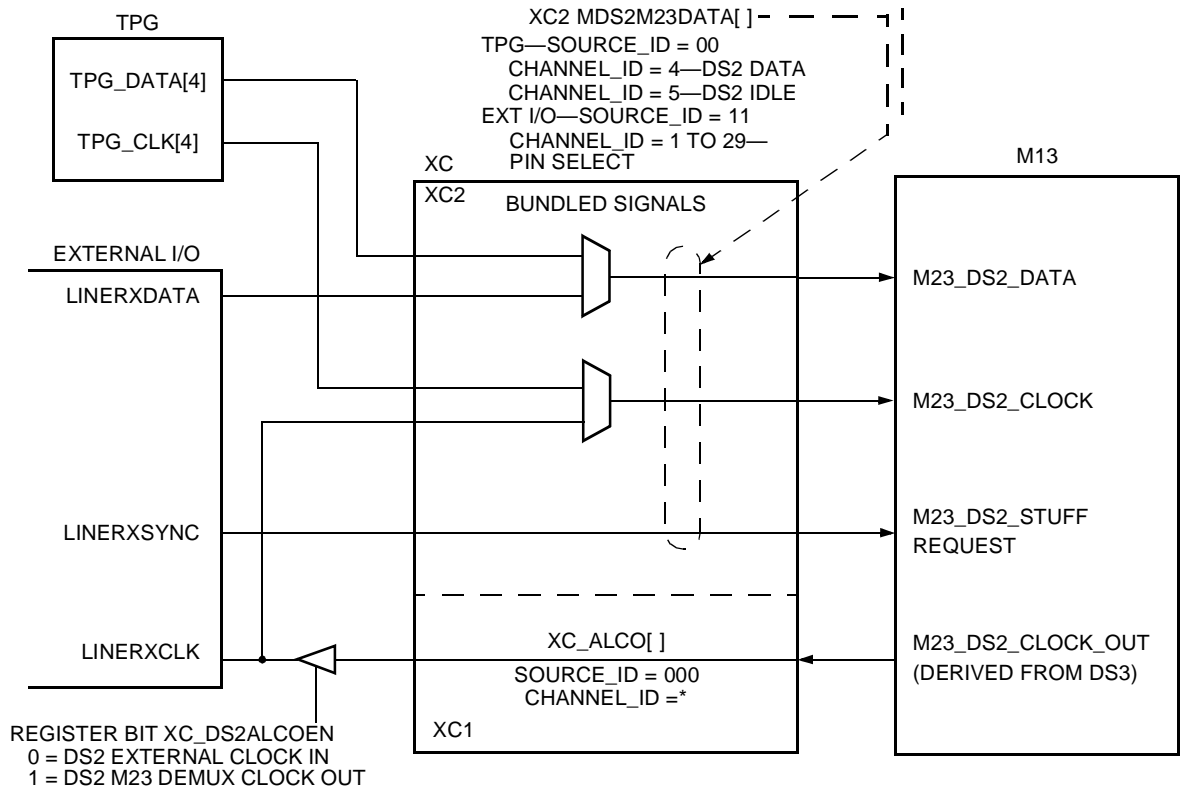 TPG
TPG_DATA[4]
TPG_CLK[4]
XC2 MDS2M23DATA[ ]
TPG—SOURCE_ID = 00
CHANNEL_ID = 4—DS2 DATA
CHANNEL_ID = 5—DS2 IDLE
EXT I/O—SOURCE_ID = 11
CHANNEL_ID = 1 TO 29—
PIN SELECT
XC
XC2
BUNDLED SIGNALS
M13
EXTERNAL I/O
LINERXDATA
M23_DS2_DATA
M23_DS2_CLOCK
LINERXSYNC
M23_DS2_STUFF
REQUEST
LINERXCLK
XC_ALCO[ ]
SOURCE_ID = 000
CHANNEL_ID =*
XC1
M23_DS2_CLOCK_OUT
(DERIVED FROM DS3)
REGISTER BIT XC_DS2ALCOEN
0 = DS2 EXTERNAL CLOCK IN
1 = DS2 M23 DEMUX CLOCK OUT